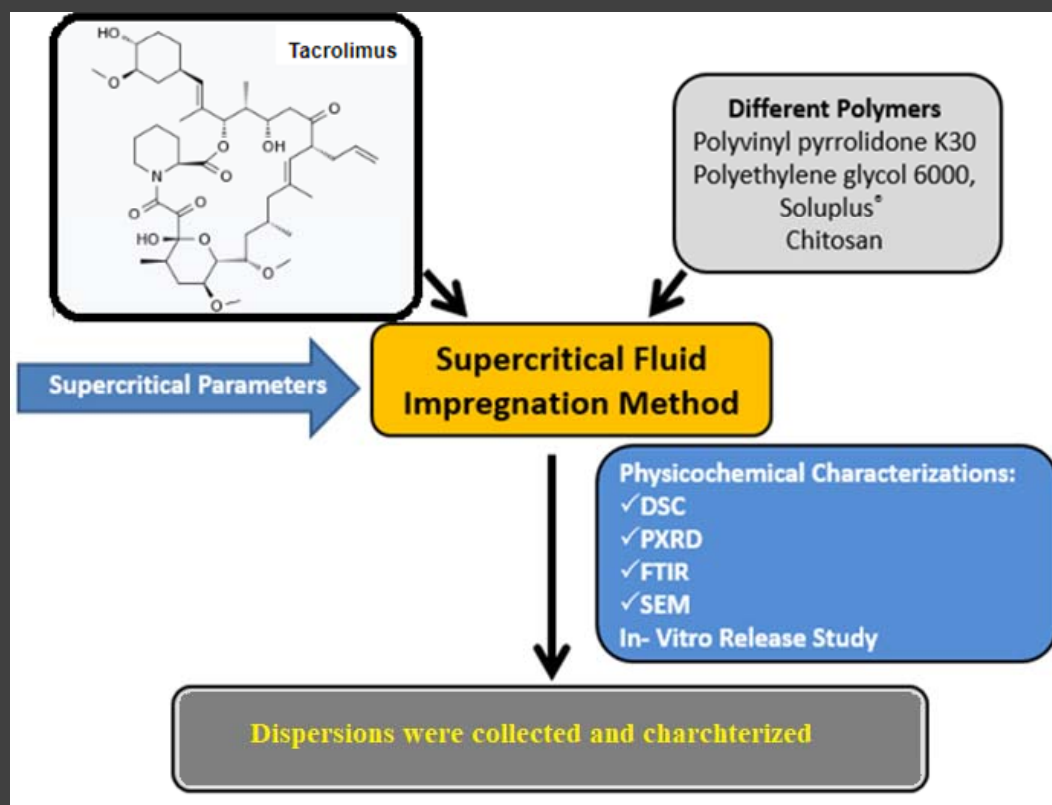 Tacrolimus
HO
O
O
OH
O
O
N
O
O
O
HO
O
O
O
Different Polymers
Polyvinyl pyrrolidone K30
Polyethylene glycol 6000,
Soluplus®
Chitosan
Supercritical Parameters
Supercritical Fluid
Impregnation Method
Physicochemical Characterizations:
✓DSC
✓PXRD
✓FTIR
✓SEM
In- Vitro Release Study
Dispersions were collected and charchterized